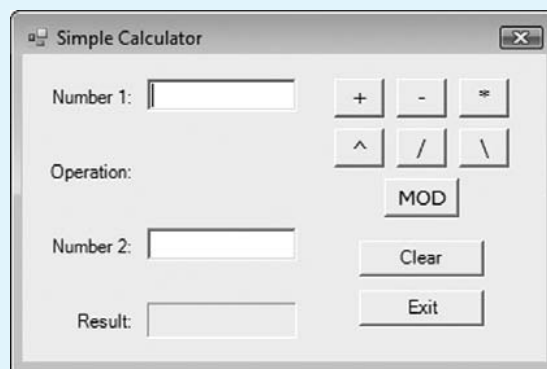 Simple Calculator
Number 1:
+ - *
^ / \
Operation:
MOD
Number 2:
Clear
Exit
Result: